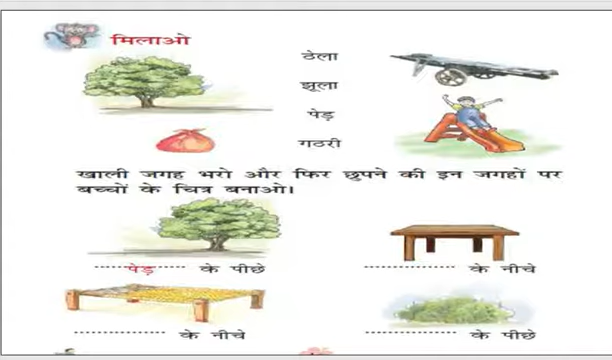 मिलाओ
ठेला
झूला
पेड़
गठरी
खाली जगह भरो और फिर छुपने की इन जगहों पर
बच्चों के चित्र बनाओ।
पेड़ के पीछे
के नीचे
के नीचे
के पीछे